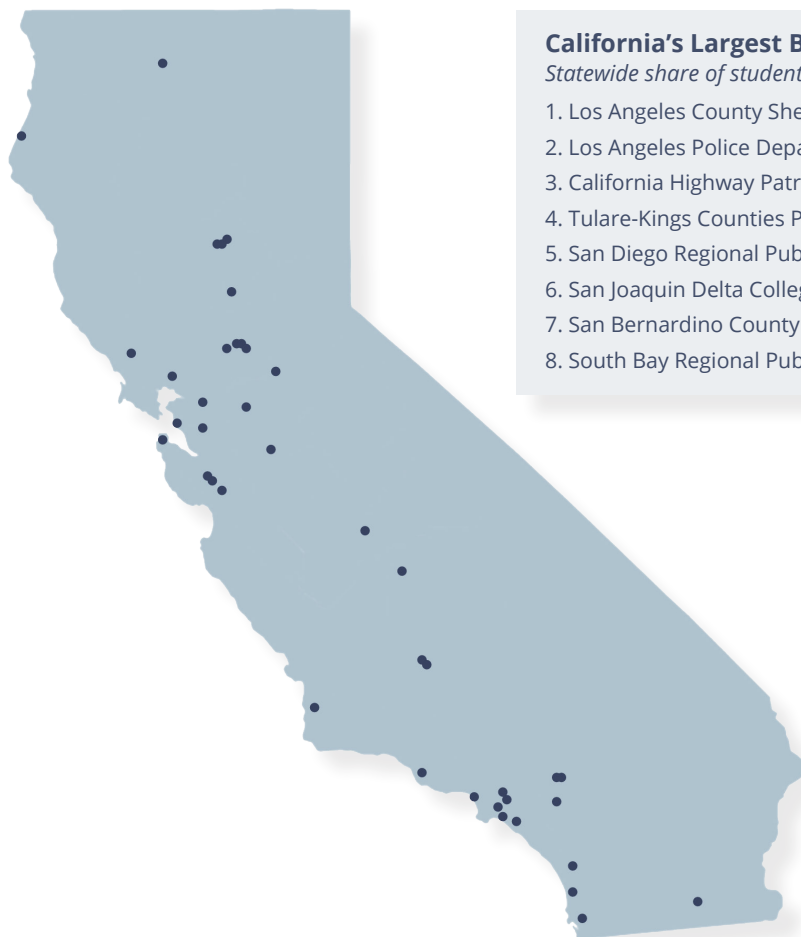 California’s Largest B
Statewide share of student
1. Los Angeles County She
2. Los Angeles Police Depa
3. California Highway Patr
4. Tulare-Kings Counties P
5. San Diego Regional Pub
6. San Joaquin Delta Colleg
7. San Bernardino County
8. South Bay Regional Pub